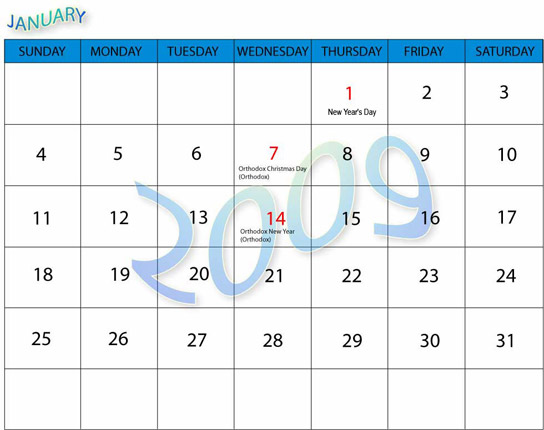 JANUARY
SUNDAY MONDAY TUESDAY WEDNESDAY THURSDAY FRIDAY SATURDAY
1 2 3
New Year's Day
4 5 6 7 8 9 10
Orthodox Christmas Day
(Orthodox)
11 12 13 14 15 16 17
Orthodox New Year
(Orthodox)
2009
18 19 20 21 22 23 24
25 26 27 28 29 30 31